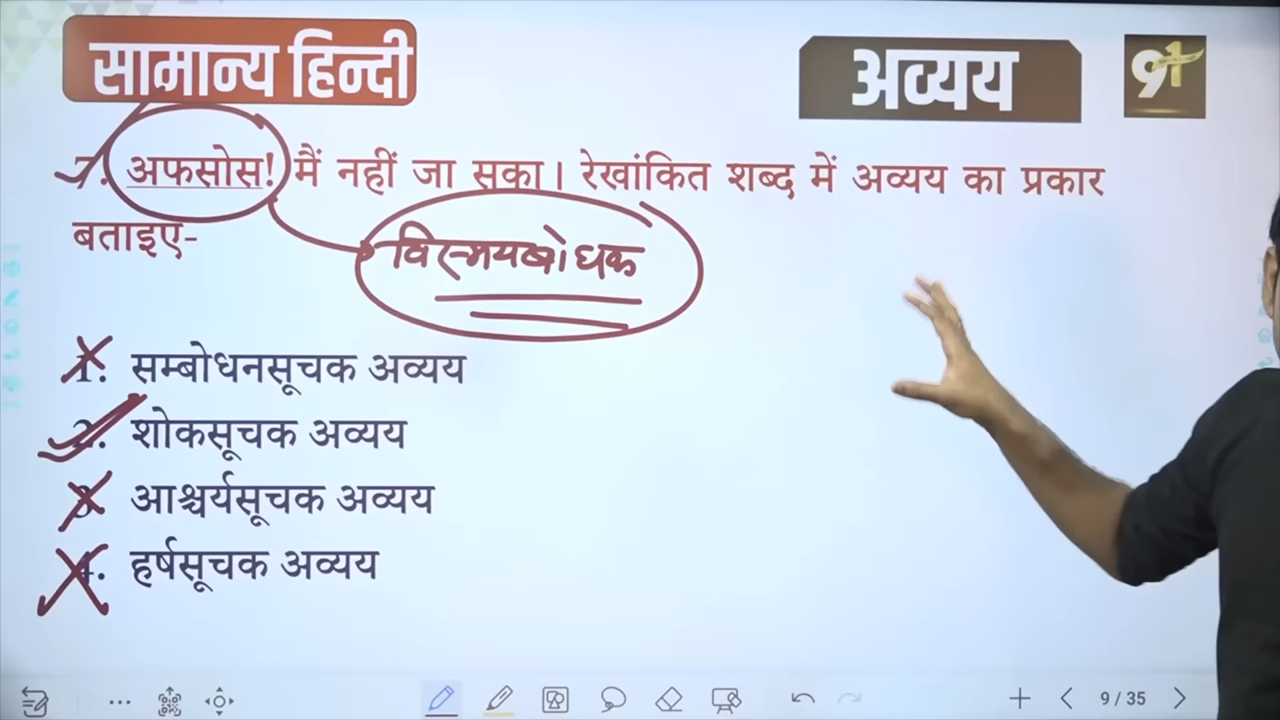 सामान्य हिन्दी
अव्यय
9
7. अफसोस! मैं नहीं जा सका। रेखांकित शब्द में अव्यय का प्रकार
बताइए-
विस्मयबोधक
1. सम्बोधनसूचक अव्यय
2. शोकसूचक अव्यय
3 आश्चर्यसूचक अव्यय
4. हर्षसूचक अव्यय
9 / 35